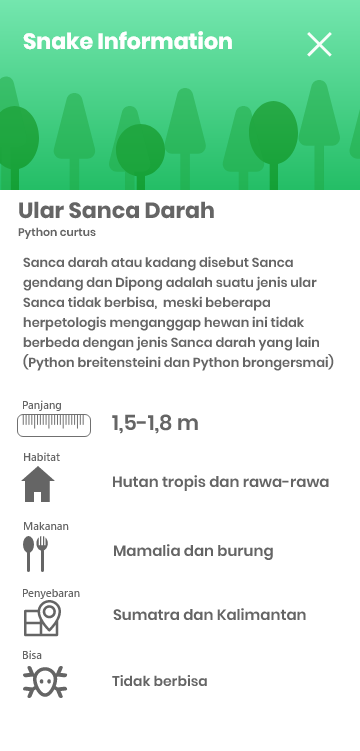 Snake Information
Ular Sanca Darah
Python curtus
Sanca darah atau kadang disebut Sanca
gendang dan Dipong adalah suatu jenis ular
Sanca tidak berbisa,  meski beberapa
herpetologis menganggap hewan ini tidak
berbeda dengan jenis Sanca darah yang lain
(Python breitensteini dan Python brongersmai)
Panjang
1,5-1,8 m
Habitat
Hutan tropis dan rawa-rawa
Makanan
Mamalia dan burung
Penyebaran
Sumatra dan Kalimantan
Bisa
Tidak berbisa